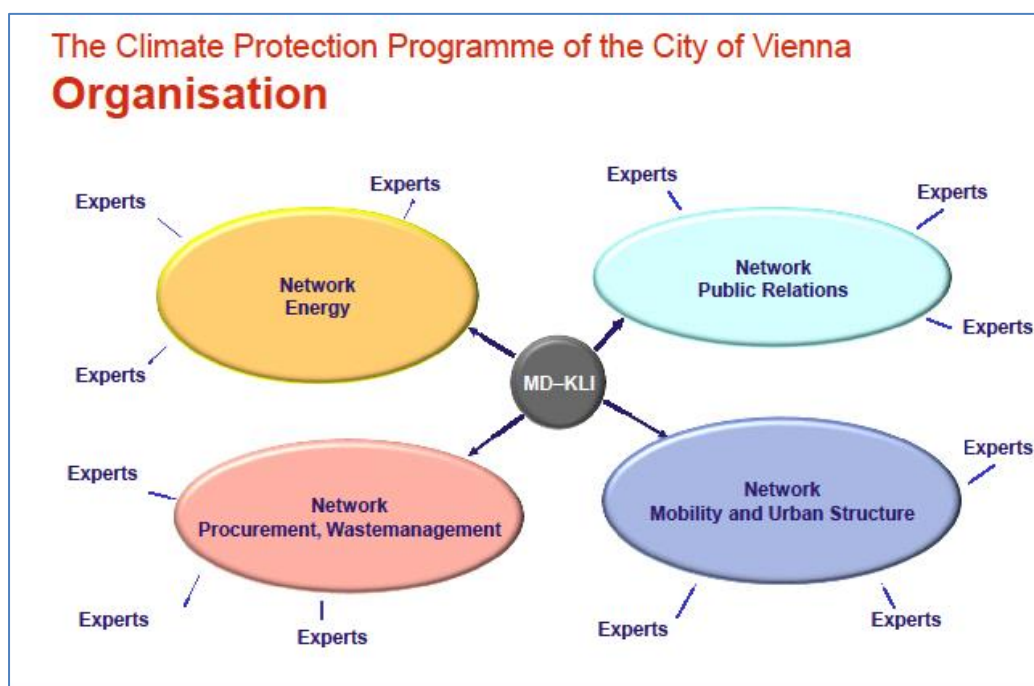 The Climate Protection Programme of the City of Vienna
Organisation
Experts
Experts
Experts
Experts
Network
Energy
Network
Public Relations
Experts
Experts
MD–KLI
Experts
Experts
Network
Procurement, Wastemanagement
Network
Mobility and Urban Structure
Experts
Experts
Experts
Experts